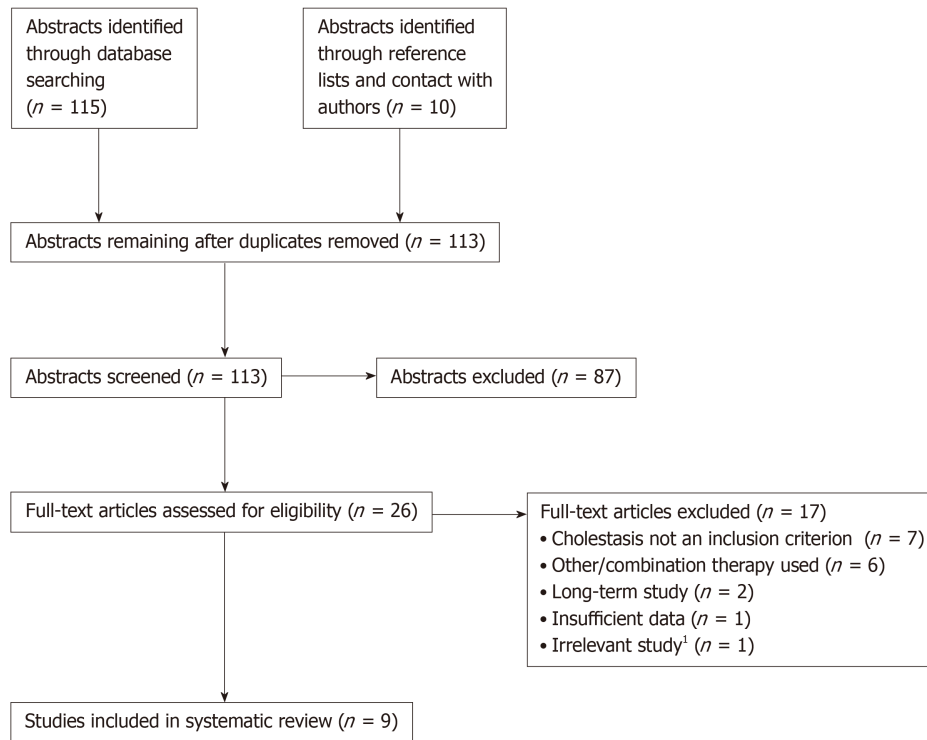 Abstracts identified
through database
searching
(n = 115)
Abstracts identified
through reference
lists and contact with
authors (n = 10)
Abstracts remaining after duplicates removed (n = 113)
Abstracts screened (n = 113)
Abstracts excluded (n = 87)
Full-text articles assessed for eligibility (n = 26)
Full-text articles excluded (n = 17)
• Cholestasis not an inclusion criterion (n = 7)
• Other/combination therapy used (n = 6)
• Long-term study (n = 2)
• Insufficient data (n = 1)
• Irrelevant study¹ (n = 1)
Studies included in systematic review (n = 9)